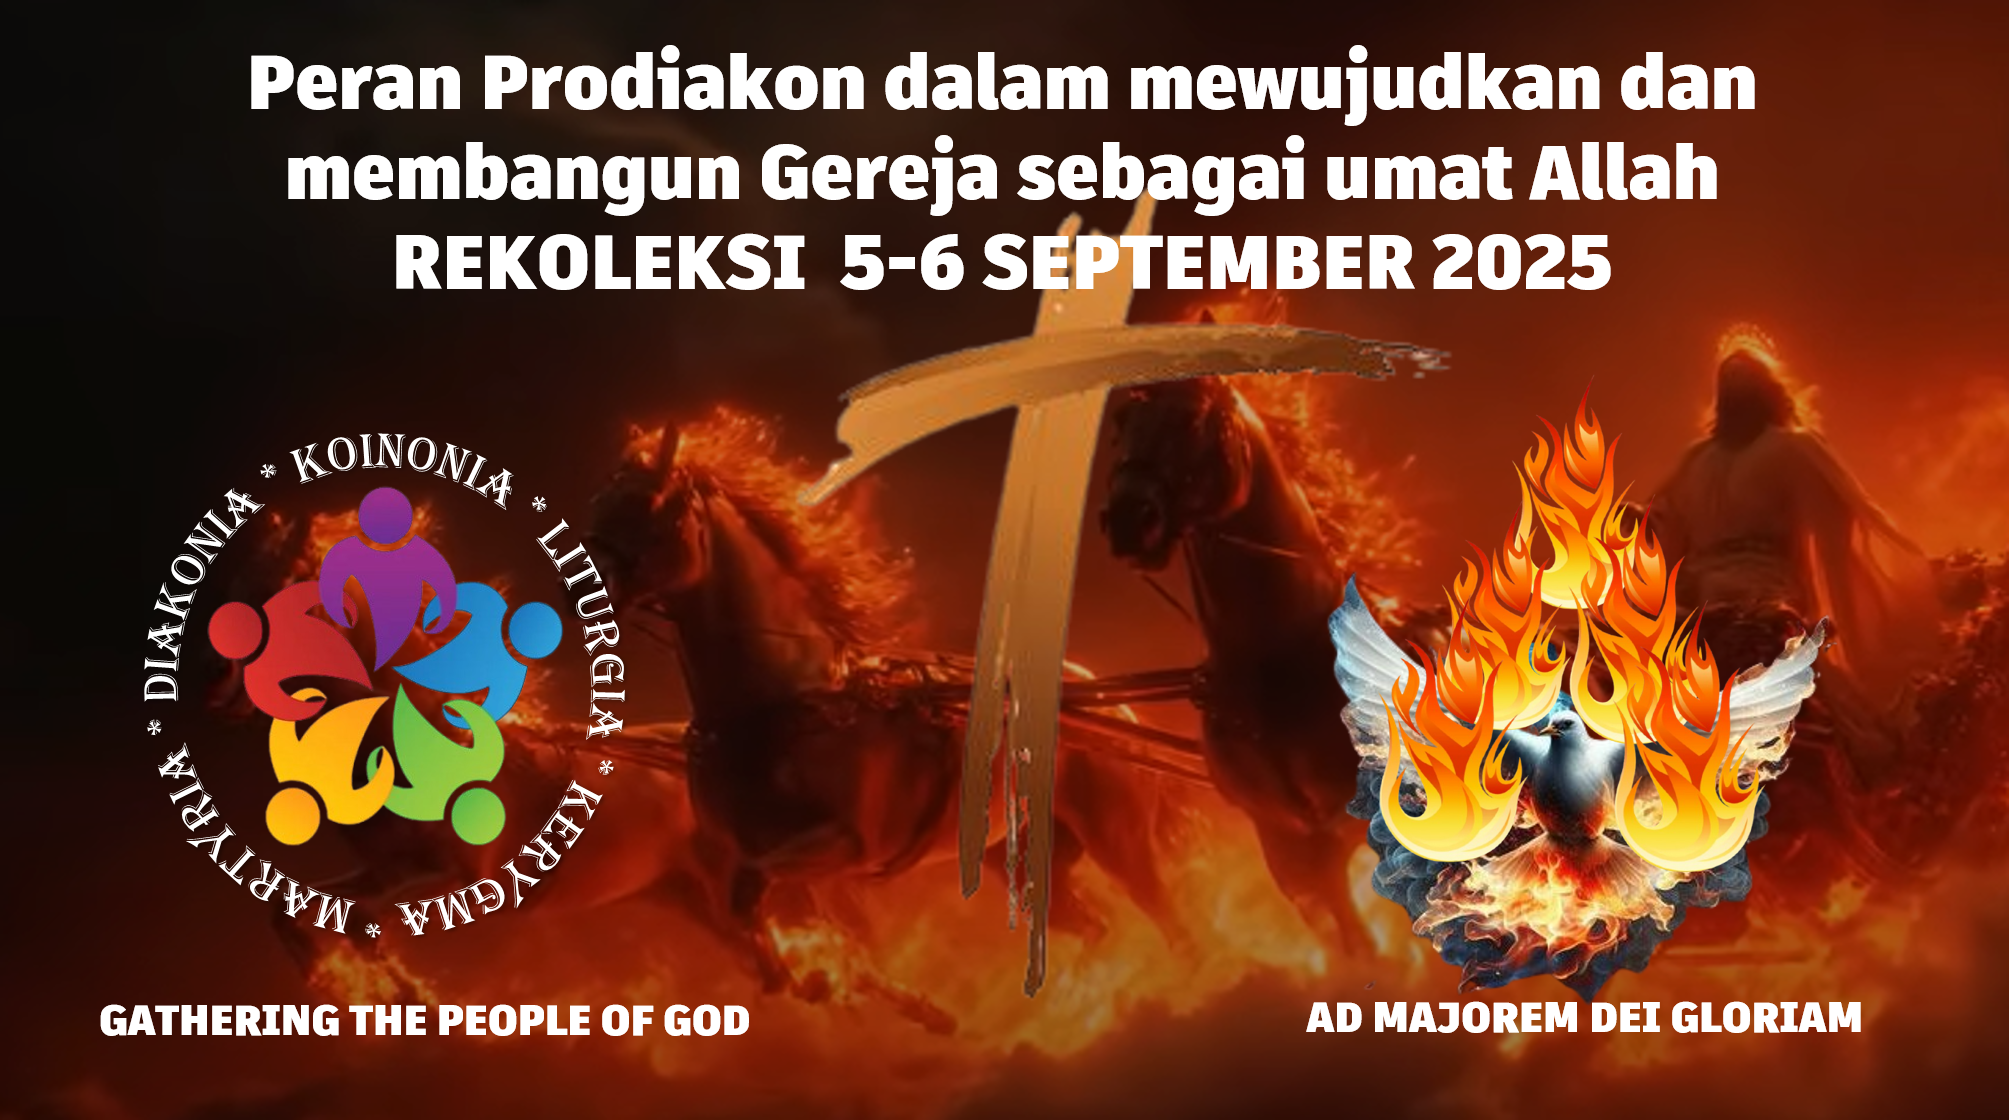 Peran Prodiakon dalam mewujudkan dan
membangun Gereja sebagai umat Allah
REKOLEKSI 5-6 SEPTEMBER 2025
* KOINONIA * LITURGIA * KERYGMA * MARTYRIA * DIAKONIA
GATHERING THE PEOPLE OF GOD
AD MAJOREM DEI GLORIAM